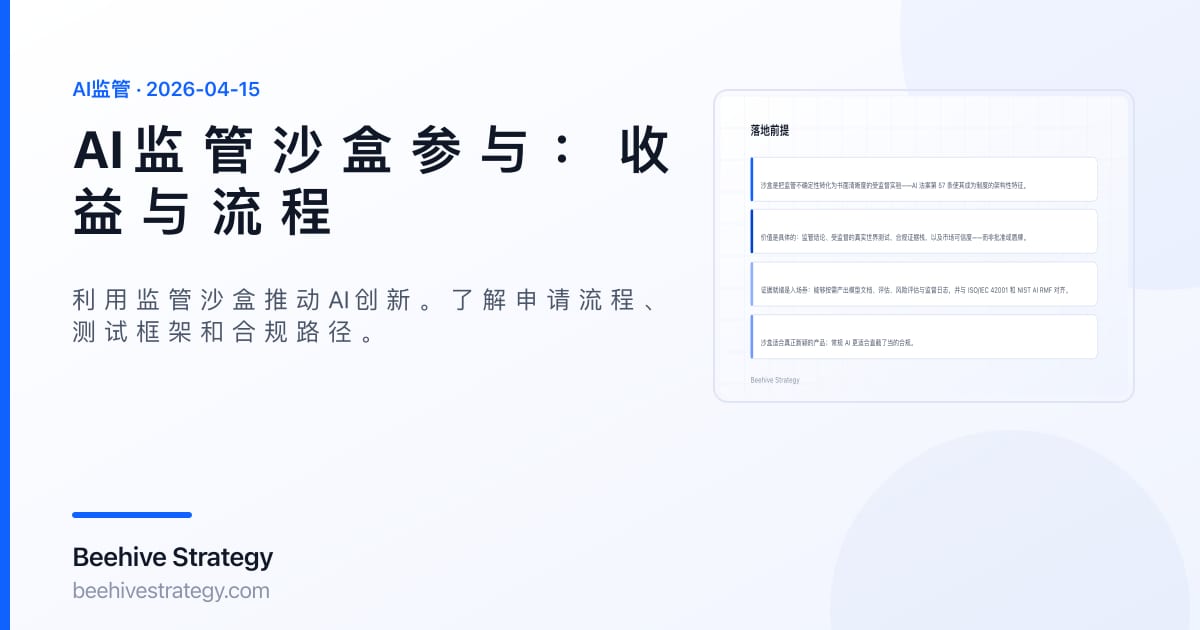 AI监管 · 2026-04-15
AI监管沙盒参与：收
益与流程
利用监管沙盒推动AI创新。了解申请流程、
测试框架和合规路径。
落地前提
沙盒是把监管不确定性转化为书面清晰度的受监督实验——AI 法案第 57 条使其成为制度的架构性特征。
价值是具体的：监管结论、受监督的真实世界测试、合规证据栈、以及市场可信度——而非批准或盾牌。
证据就绪是入场券：能够按需产出模型文档、评估、风险评估与监督日志，并与 ISO/IEC 42001 和 NIST AI RMF 对齐。
沙盒适合真正新颖的产品；常规 AI 更适合直截了当的合规。
Beehive Strategy
Beehive Strategy
beehivestrategy.com